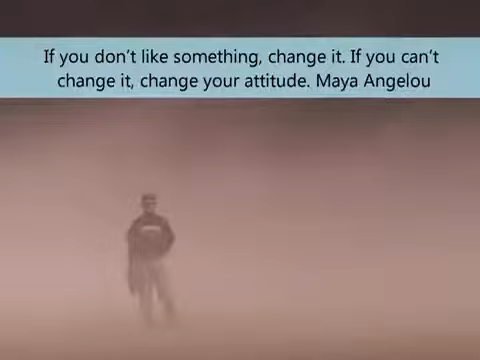 If you don't like something, change it. If you can't
change it, change your attitude. Maya Angelou